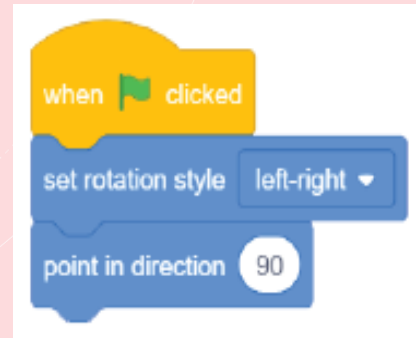 when clicked
set rotation style left-right
point in direction 90